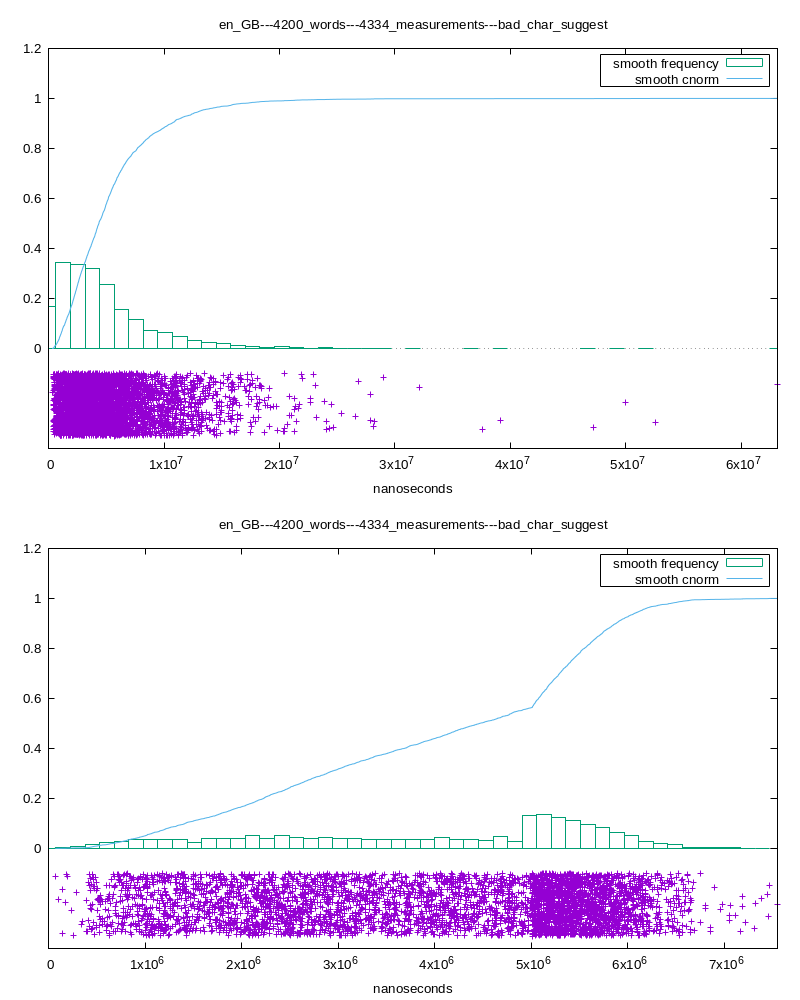 en_GB---4200_words---4334_measurements---bad_char_suggest
1.2
smooth frequency
smooth cnorm
1
0.8
0.6
0.4
0.2
0
0 1x10^7 2x10^7 3x10^7 4x10^7 5x10^7 6x10^7
nanoseconds
en_GB---4200_words---4334_measurements---bad_char_suggest
1.2
smooth frequency
smooth cnorm
1
0.8
0.6
0.4
0.2
0
0 1x10^6 2x10^6 3x10^6 4x10^6 5x10^6 6x10^6 7x10^6
nanoseconds